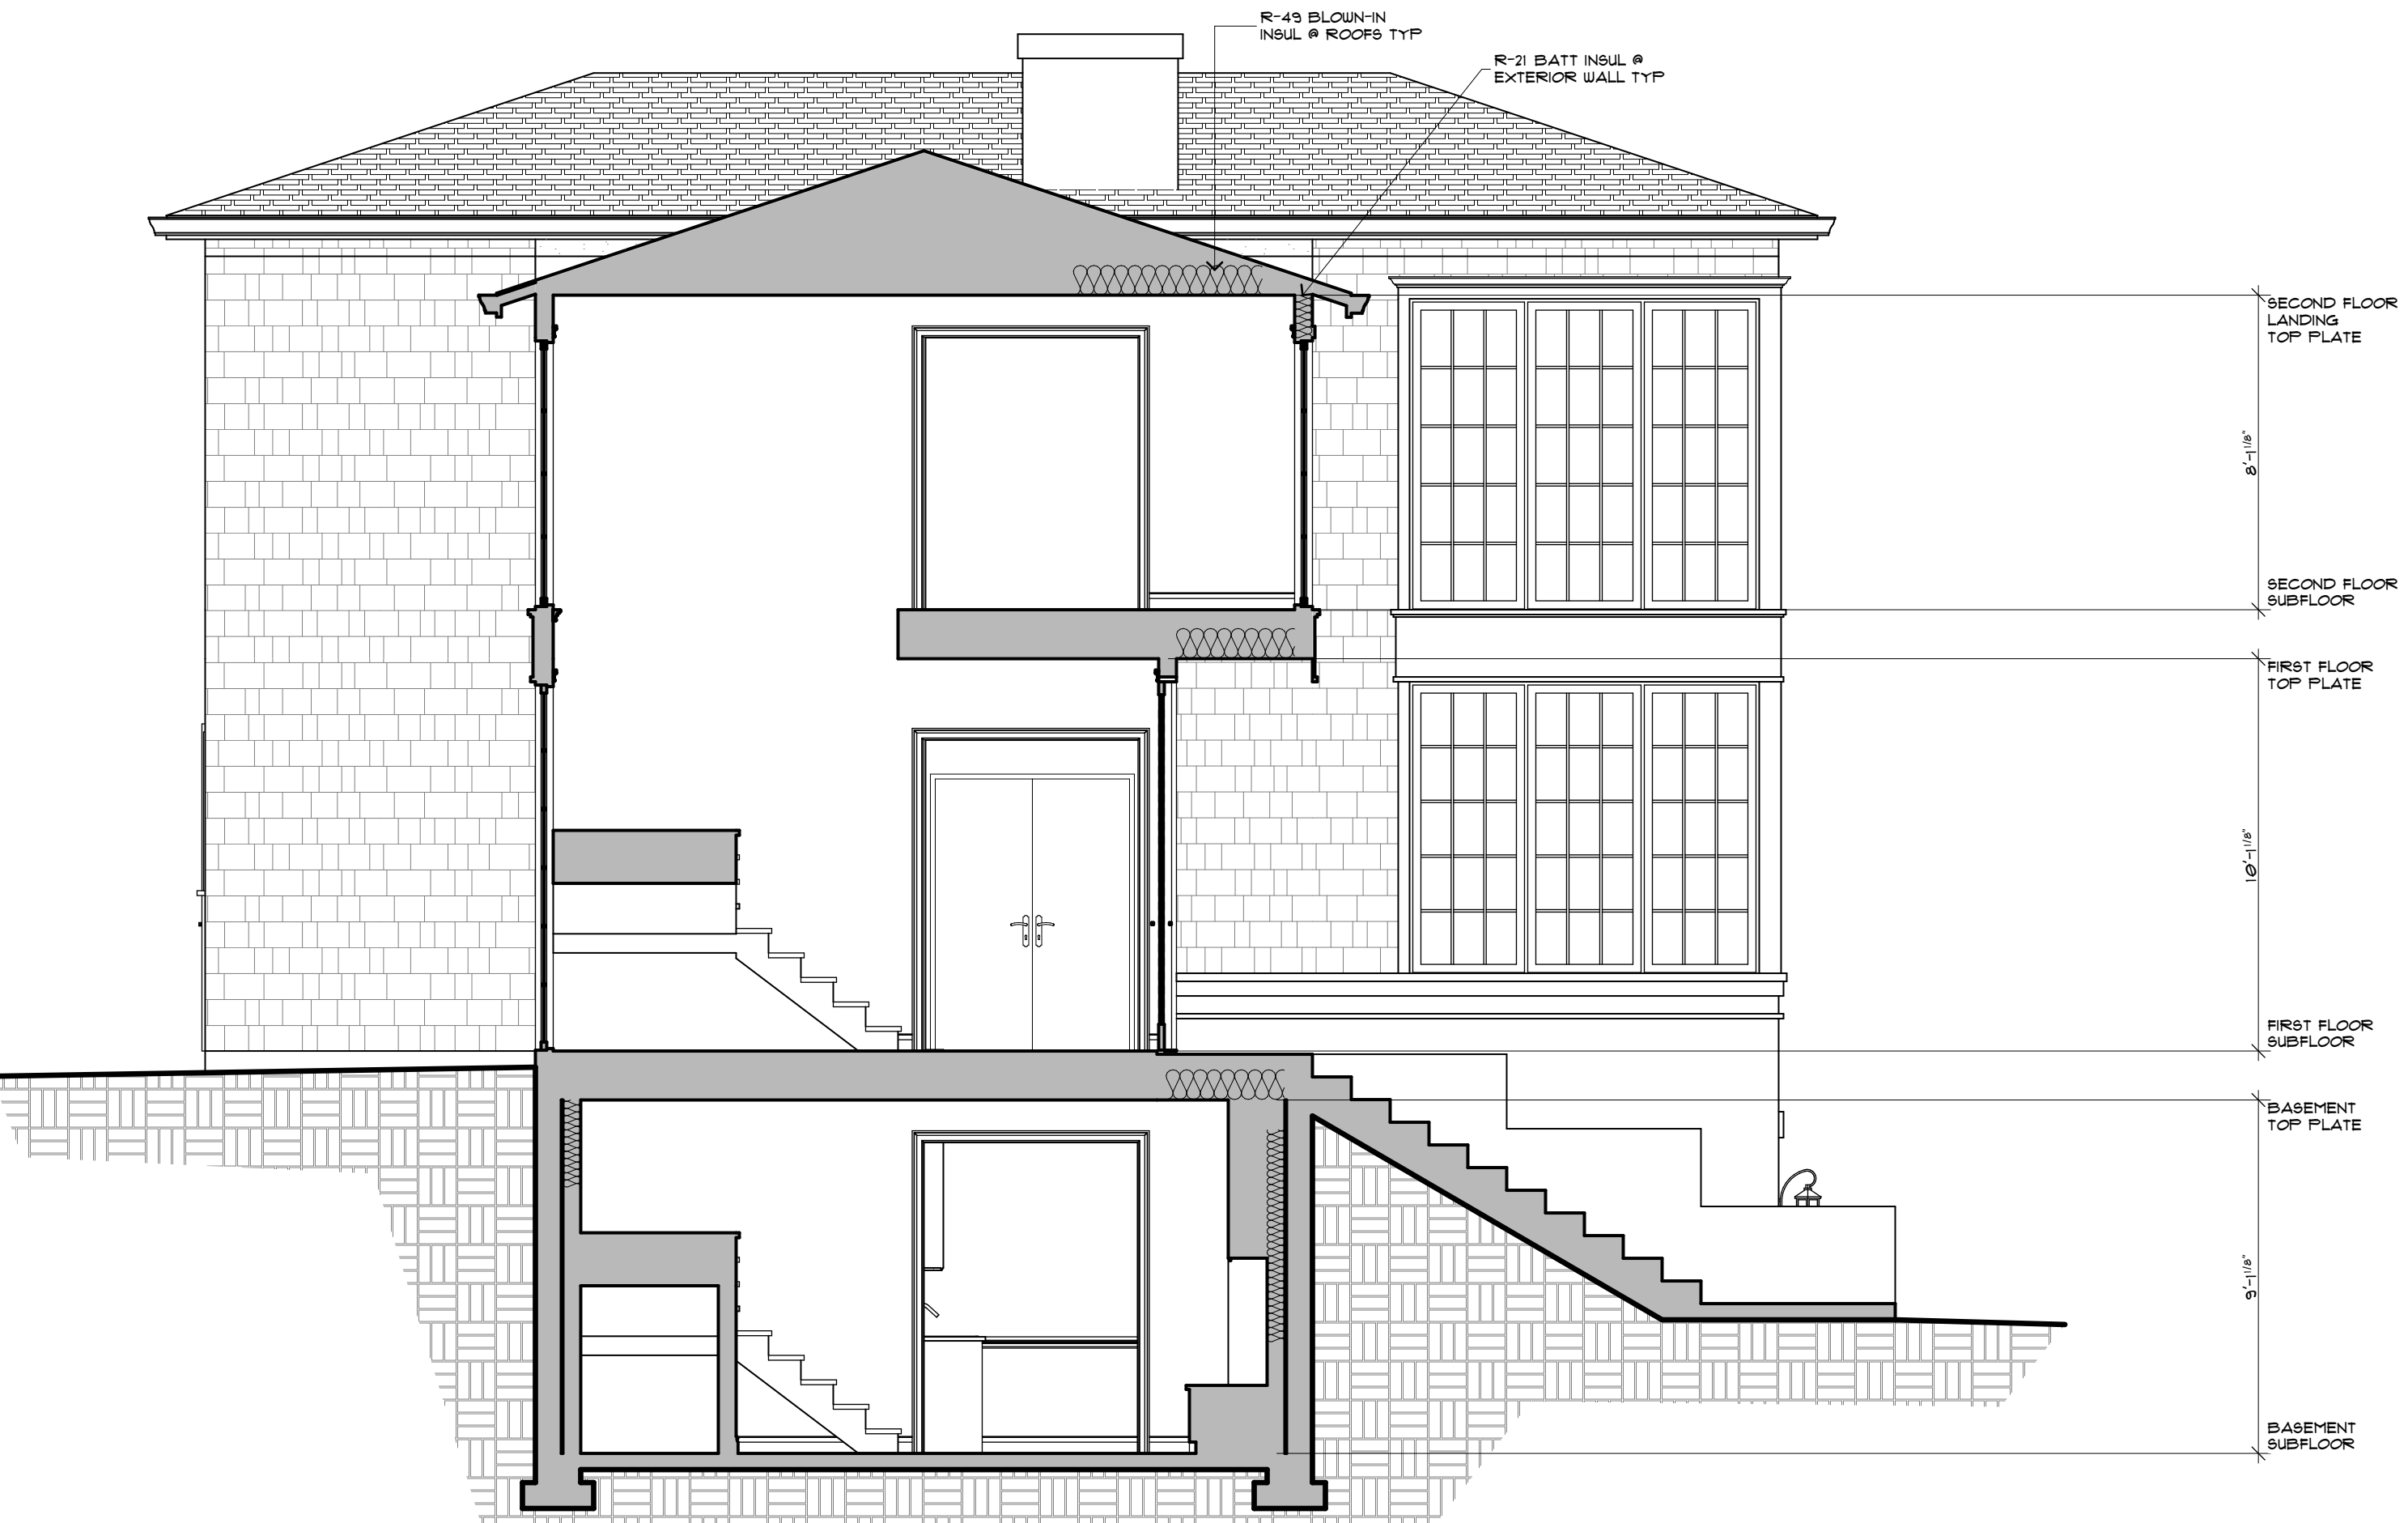 R-49 BLOWN-IN
INSUL @ ROOFS TYP
R-21 BATT INSUL @
EXTERIOR WALL TYP
SECOND FLOOR
LANDING
TOP PLATE
8'-1 1/8"
SECOND FLOOR
SUBFLOOR
FIRST FLOOR
TOP PLATE
10'-1 1/8"
FIRST FLOOR
SUBFLOOR
BASEMENT
TOP PLATE
9'-1 1/8"
BASEMENT
SUBFLOOR